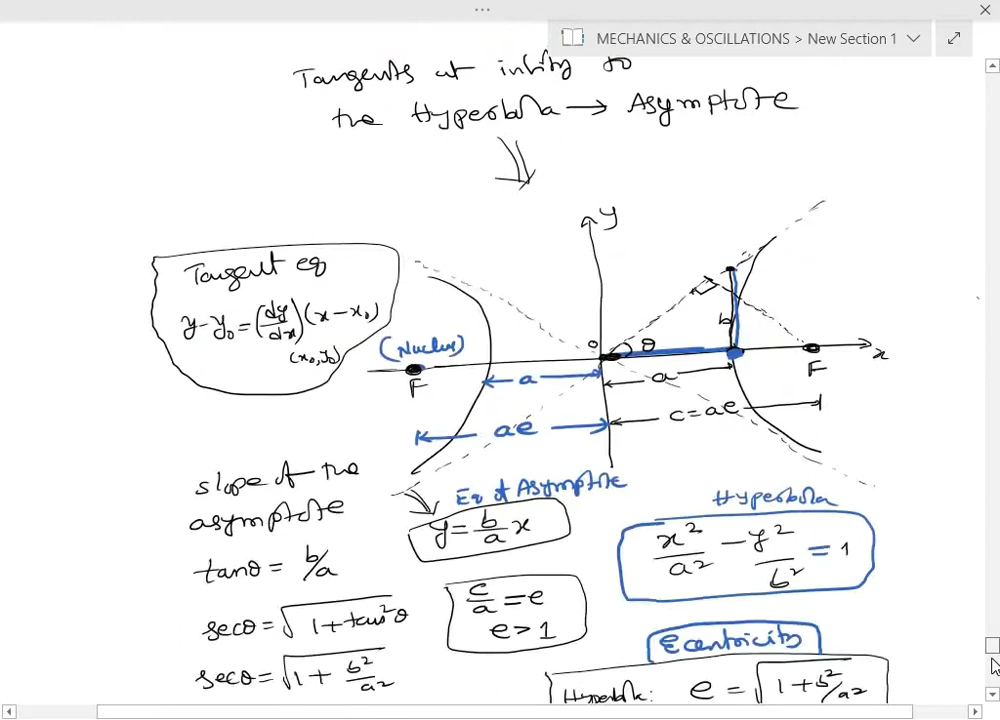 MECHANICS & OSCILLATIONS > New Section 1
Tangents at to
the Hyperbola → Asymptote
y
Tangent eq
y-y₀=(dy/dx)(x-x₀)
(x₀,y₀)
(Nucleus)
F
a
ae
o
θ
b
a
c=ae
F
x
slope of the
asymptote
tanθ = b/a
secθ = √1+tan²θ
secθ = √1+ b²/a²
Eq of Asymptote
y = b/a x
c/a = e
e>1
Hyperbola
x²/a² - y²/b² = 1
Eccentricity
Hyperbola: e = √1+b²/a²